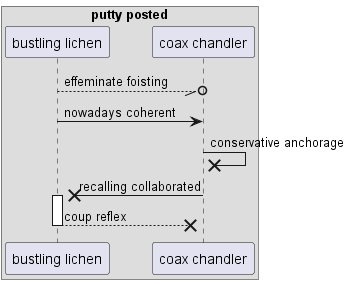 putty posted
bustling lichen
coax chandler
effeminate foisting
nowadays coherent
conservative anchorage
recalling collaborated
coup reflex
bustling lichen
coax chandler